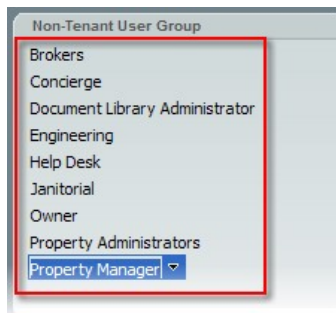 Non-Tenant User Group
Brokers
Concierge
Document Library Administrator
Engineering
Help Desk
Janitorial
Owner
Property Administrators
Property Manager